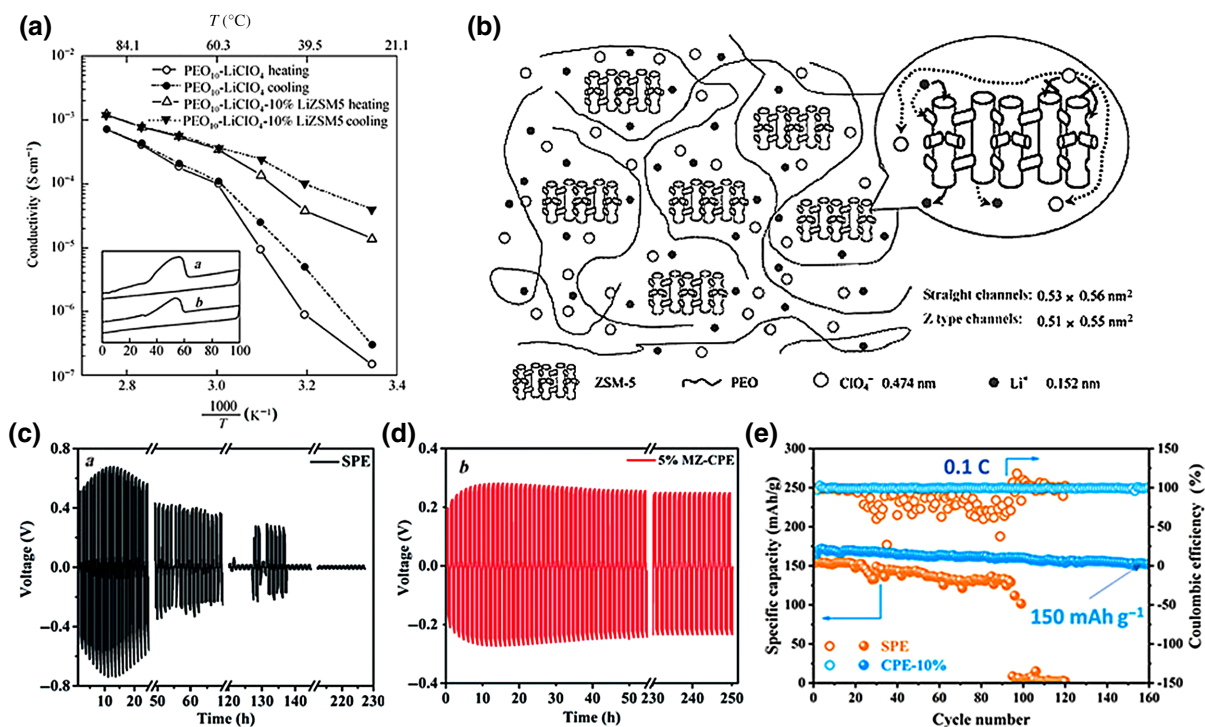 (a)
T (°C)
84.1 60.3 39.5 21.1
10⁻²
10⁻³
10⁻⁴
10⁻⁵
10⁻⁶
10⁻⁷
Conductivity (S cm⁻¹)
PEO₁₀-LiClO₄ heating
PEO₁₀-LiClO₄ cooling
PEO₁₀-LiClO₄-10% LiZSM5 heating
PEO₁₀-LiClO₄-10% LiZSM5 cooling
a
b
0 20 40 60 80 100
2.8 3.0 3.2 3.4
1000/T (K⁻¹)
(b)
Straight channels: 0.53 × 0.56 nm²
Z type channels: 0.51 × 0.55 nm²
ZSM-5 PEO ClO₄⁻ 0.474 nm Li⁺ 0.152 nm
(c)
a
SPE
0.8
0.4
0.0
−0.4
−0.8
Voltage (V)
10 20 50 60 120 130 140 220 230
Time (h)
(d)
b
5% MZ-CPE
0.4
0.2
0.0
−0.2
−0.4
Voltage (V)
0 10 20 30 40 50 230 240 250
Time (h)
(e)
0.1 C
300
250
200
150
100
50
0
Specific capacity (mAh/g)
150
100
50
0
−50
−100
−150
Coulombic efficiency (%)
150 mAh g⁻¹
SPE
CPE-10%
0 20 40 60 80 100 120 140 160
Cycle number